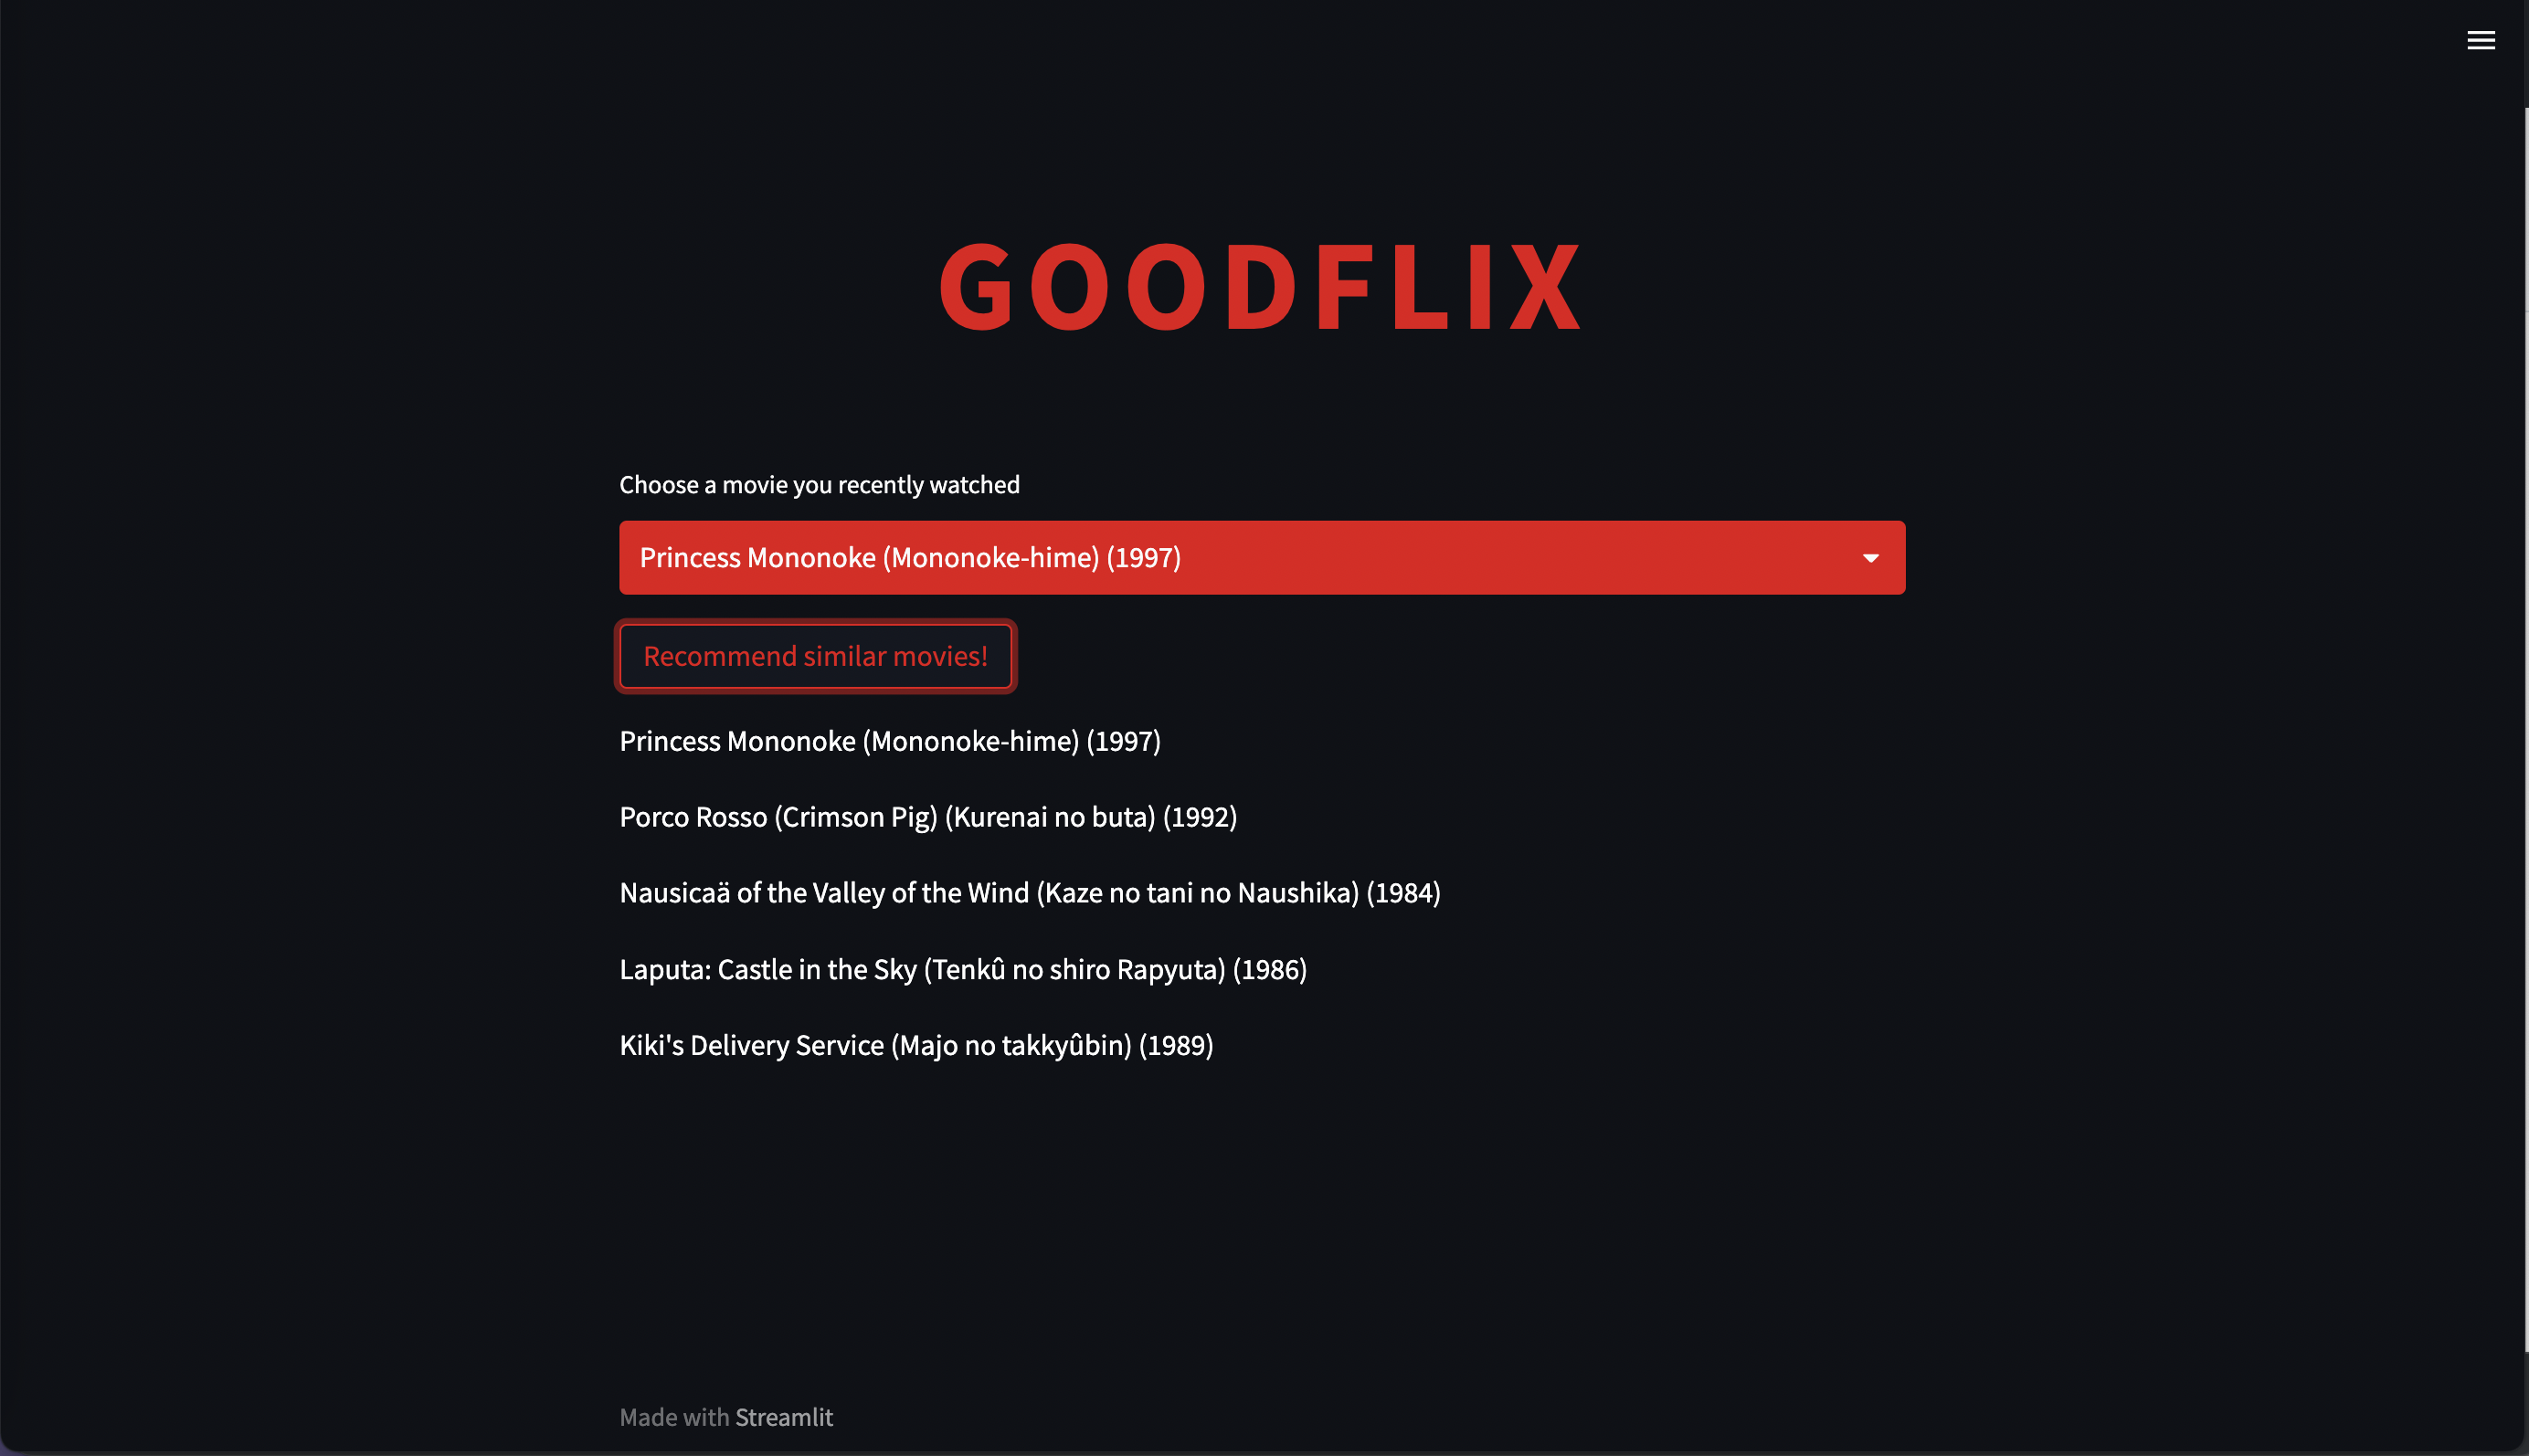 GOODFLIX
Choose a movie you recently watched
Princess Mononoke (Mononoke-hime) (1997)
Recommend similar movies!
Princess Mononoke (Mononoke-hime) (1997)
Porco Rosso (Crimson Pig) (Kurenai no buta) (1992)
Nausicaä of the Valley of the Wind (Kaze no tani no Naushika) (1984)
Laputa: Castle in the Sky (Tenkû no shiro Rapyuta) (1986)
Kiki's Delivery Service (Majo no takkyûbin) (1989)
Made with Streamlit